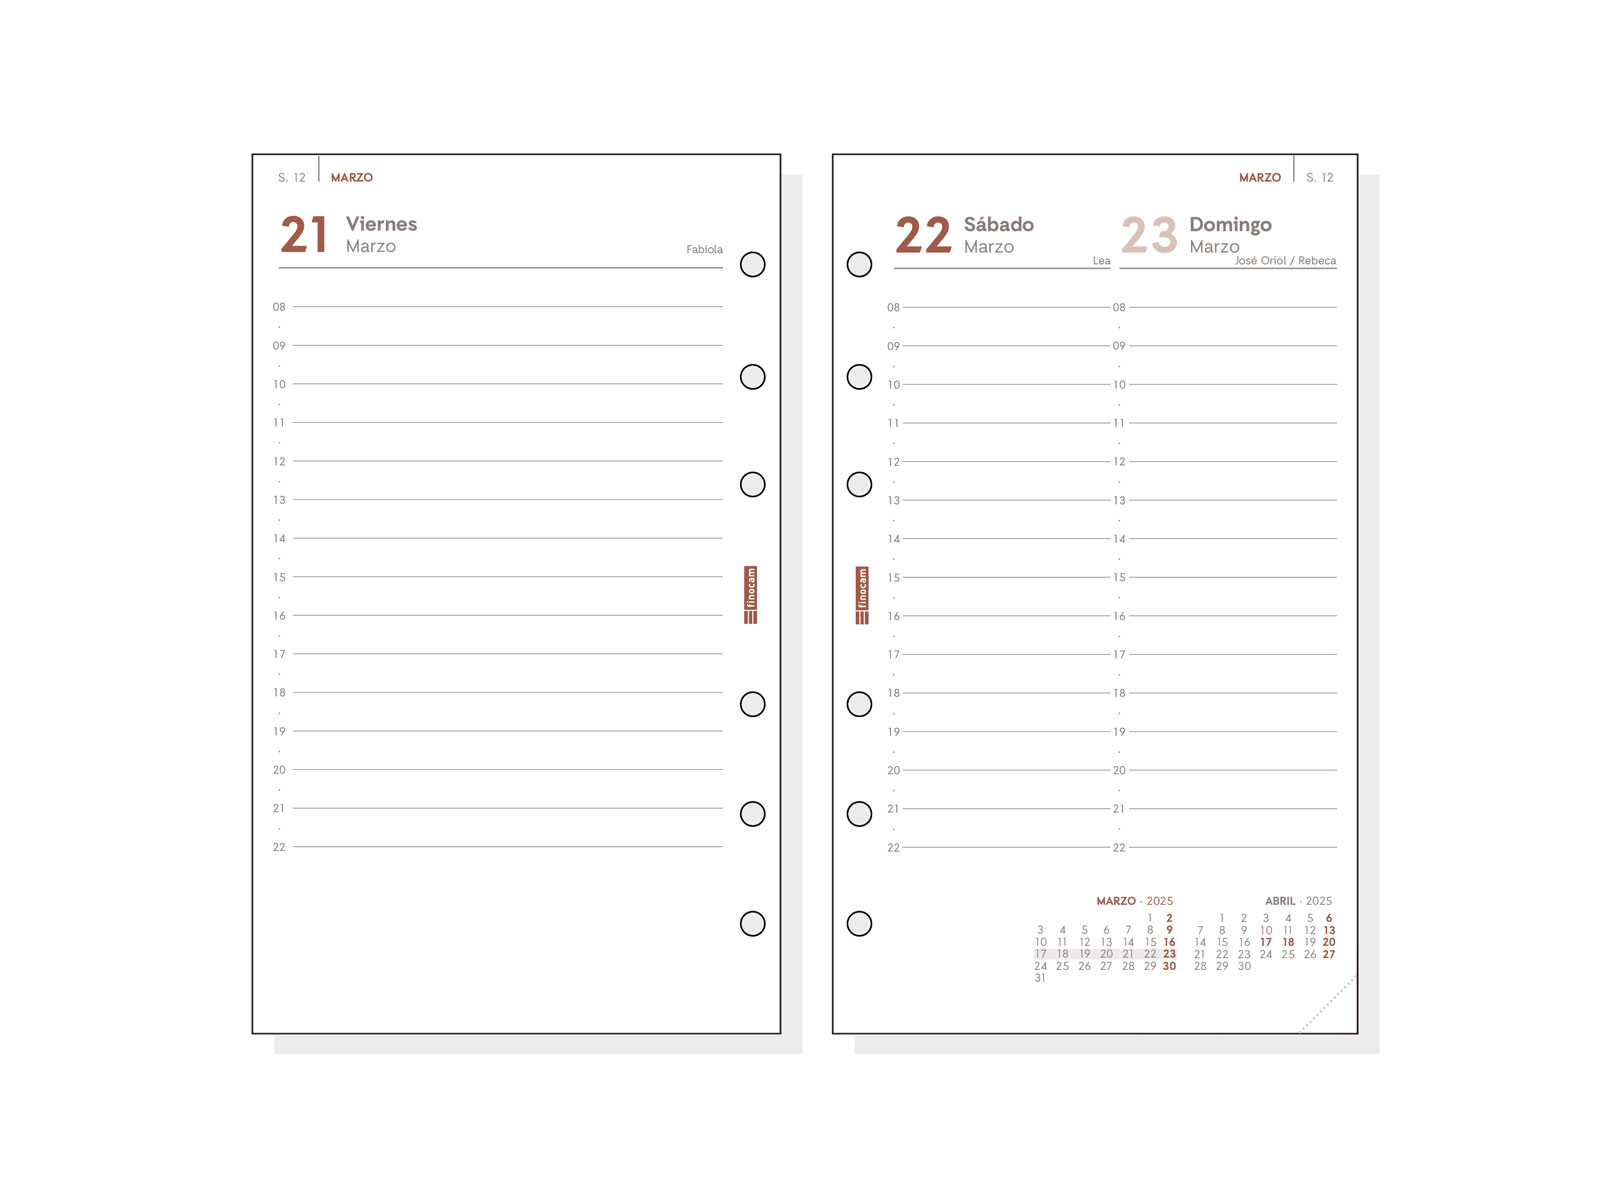 S. 12 MARZO
21 Viernes
Marzo
Fabiola
08
.
09
.
10
.
11
.
12
.
13
.
14
.
15
.
16
.
17
.
18
.
19
.
20
.
21
.
22
finocam
MARZO S. 12
22 Sábado
Marzo
Lea
23 Domingo
Marzo
José Oriol / Rebeca
08 08
. .
09 09
. .
10 10
. .
11 11
. .
12 12
. .
13 13
. .
14 14
. .
15 15
. .
16 16
. .
17 17
. .
18 18
. .
19 19
. .
20 20
. .
21 21
. .
22 22
finocam
MARZO · 2025
1 2
3 4 5 6 7 8 9
10 11 12 13 14 15 16
17 18 19 20 21 22 23
24 25 26 27 28 29 30
31
ABRIL · 2025
1 2 3 4 5 6
7 8 9 10 11 12 13
14 15 16 17 18 19 20
21 22 23 24 25 26 27
28 29 30